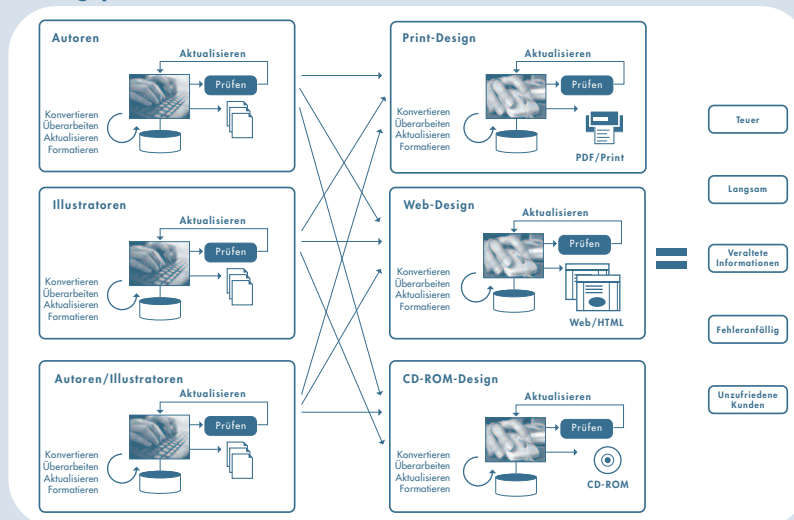 Autoren
Aktualisieren
Prüfen
Konvertieren
Überarbeiten
Aktualisieren
Formatieren
Illustratoren
Aktualisieren
Prüfen
Konvertieren
Überarbeiten
Aktualisieren
Formatieren
Autoren/Illustratoren
Aktualisieren
Prüfen
Konvertieren
Überarbeiten
Aktualisieren
Formatieren
Print-Design
Aktualisieren
Prüfen
Konvertieren
Überarbeiten
Aktualisieren
Formatieren
PDF/Print
Web-Design
Aktualisieren
Prüfen
Konvertieren
Überarbeiten
Aktualisieren
Formatieren
Web/HTML
CD-ROM-Design
Aktualisieren
Prüfen
Konvertieren
Überarbeiten
Aktualisieren
Formatieren
CD-ROM
Teuer
Langsam
Veraltete
Informationen
Fehleranfällig
Unzufriedene
Kunden